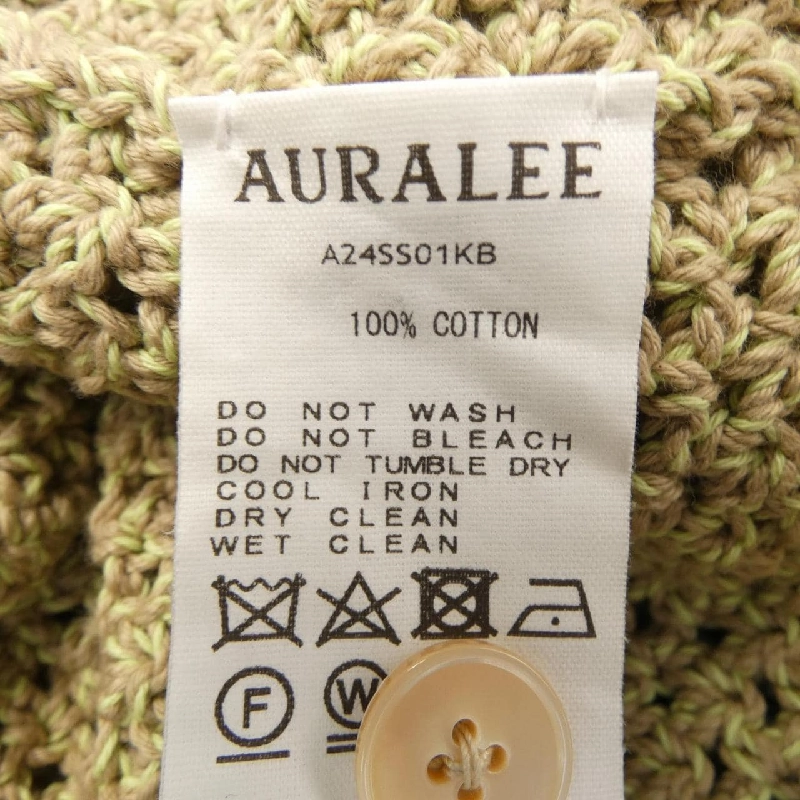 AURALEE
A24SS01KB
100% COTTON
DO NOT WASH
DO NOT BLEACH
DO NOT TUMBLE DRY
COOL IRON
DRY CLEAN
WET CLEAN
F W